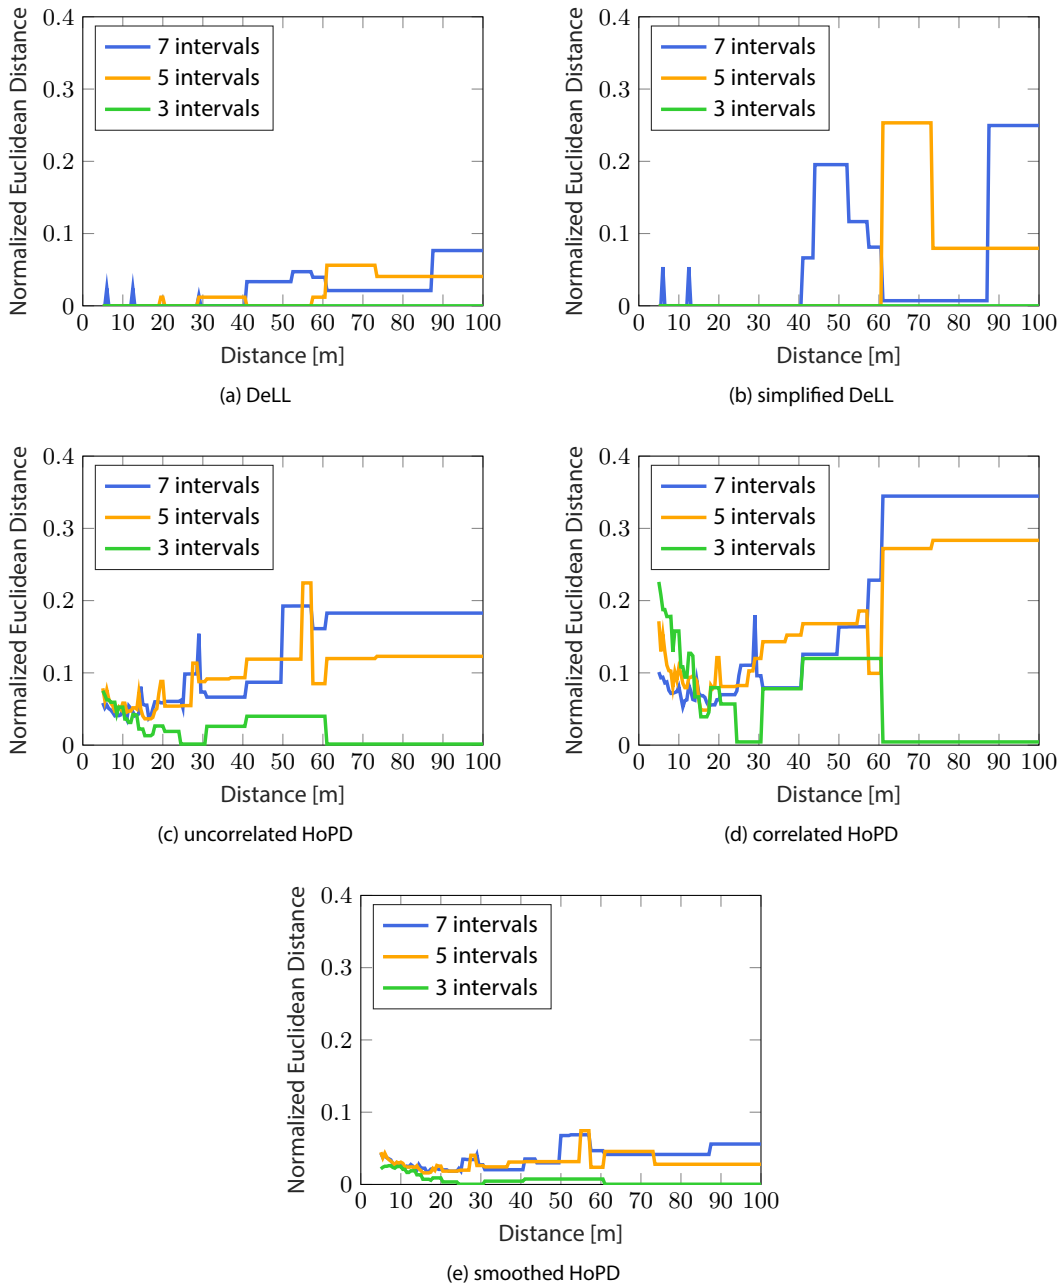 Normalized Euclidean Distance
0.4
0.3
0.2
0.1
0
7 intervals
5 intervals
3 intervals
0 10 20 30 40 50 60 70 80 90 100
Distance [m]
(a) DeLL
Normalized Euclidean Distance
0.4
0.3
0.2
0.1
0
7 intervals
5 intervals
3 intervals
0 10 20 30 40 50 60 70 80 90 100
Distance [m]
(b) simplified DeLL
Normalized Euclidean Distance
0.4
0.3
0.2
0.1
0
7 intervals
5 intervals
3 intervals
0 10 20 30 40 50 60 70 80 90 100
Distance [m]
(c) uncorrelated HoPD
Normalized Euclidean Distance
0.4
0.3
0.2
0.1
0
7 intervals
5 intervals
3 intervals
0 10 20 30 40 50 60 70 80 90 100
Distance [m]
(d) correlated HoPD
Normalized Euclidean Distance
0.4
0.3
0.2
0.1
0
7 intervals
5 intervals
3 intervals
0 10 20 30 40 50 60 70 80 90 100
Distance [m]
(e) smoothed HoPD